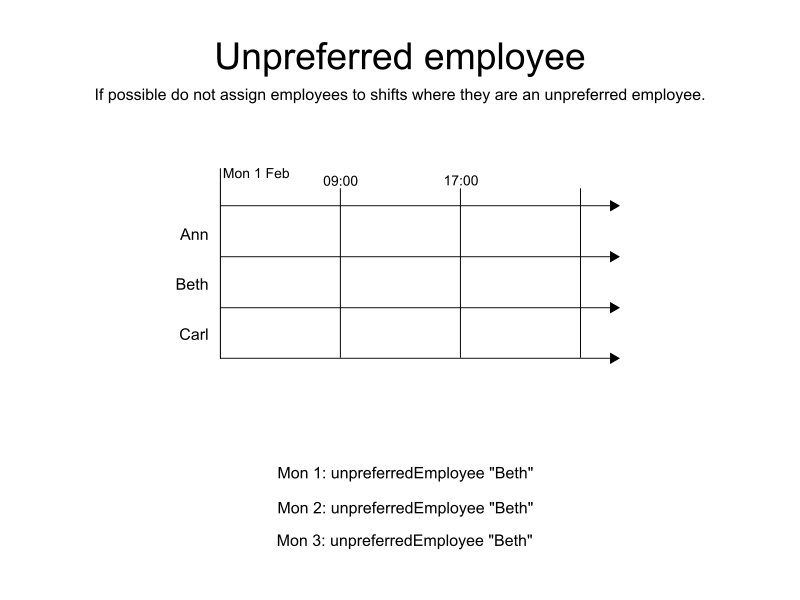 Unpreferred employee
If possible do not assign employees to shifts where they are an unpreferred employee.
Mon 1 Feb
09:00
17:00
Ann
Beth
Carl
Mon 1: unpreferredEmployee "Beth"
Mon 2: unpreferredEmployee "Beth"
Mon 3: unpreferredEmployee "Beth"